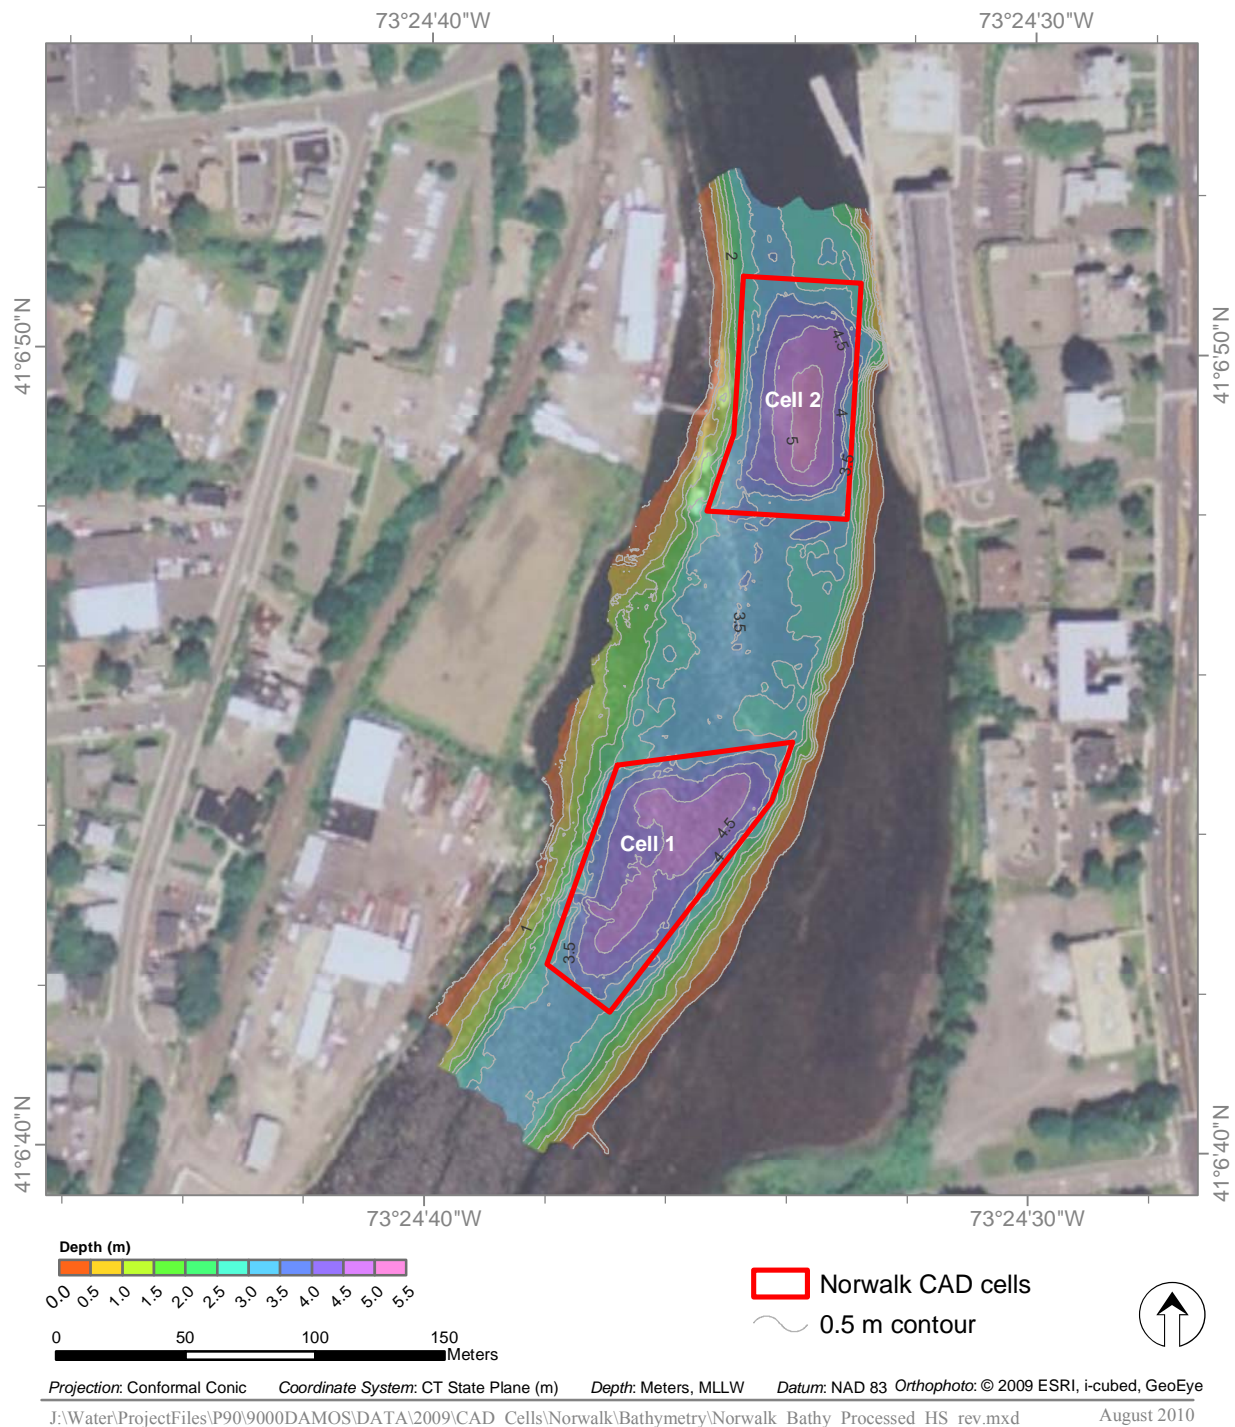 73°24'40"W 73°24'30"W
41°6'50"N 41°6'50"N
2
4.5
Cell 2
4
5
3.5
3.5
4.5
Cell 1
4
1
3.5
41°6'40"N 41°6'40"N
73°24'40"W 73°24'30"W
Depth (m)
0.0 0.5 1.0 1.5 2.0 2.5 3.0 3.5 4.0 4.5 5.0 5.5
Norwalk CAD cells
0.5 m contour
0 50 100 150
Meters
Projection: Conformal Conic Coordinate System: CT State Plane (m) Depth: Meters, MLLW Datum: NAD 83 Orthophoto: © 2009 ESRI, i-cubed, GeoEye
J:\Water\ProjectFiles\P90\9000DAMOS\DATA\2009\CAD_Cells\Norwalk\Bathymetry\Norwalk_Bathy_Processed_HS_rev.mxd August 2010